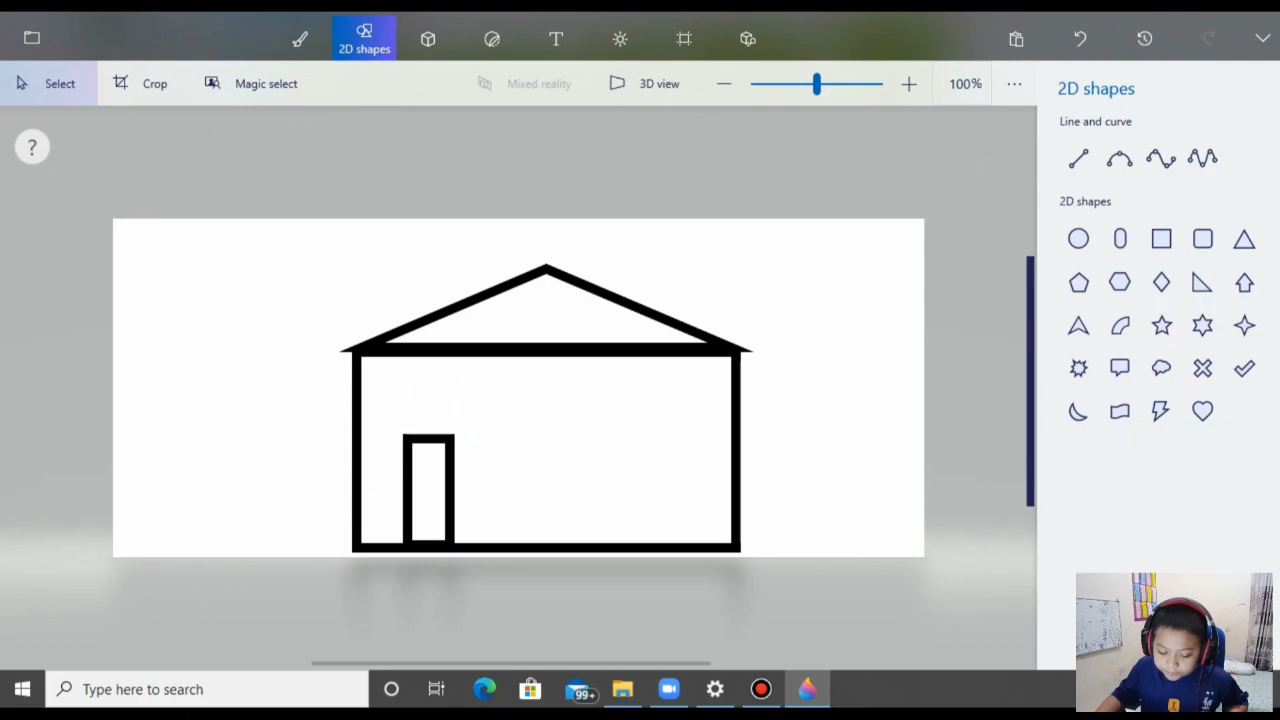 2D shapes
Select
Crop
Magic select
Mixed reality
3D view
100%
2D shapes
Line and curve
?
2D shapes
Type here to search
99+